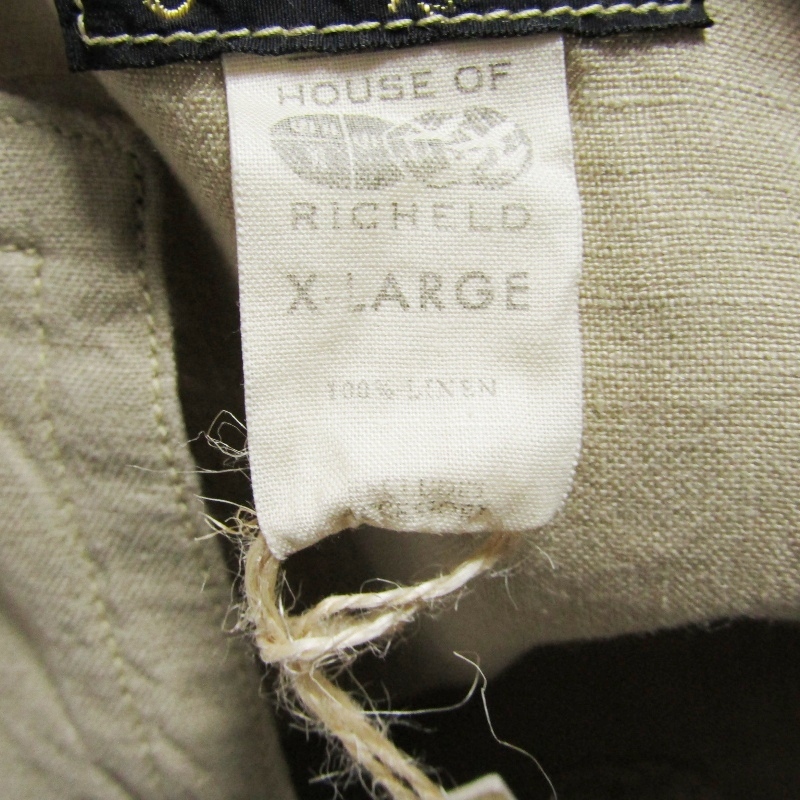 HOUSE OF
RICHELD
X-LARGE
100% LINEN